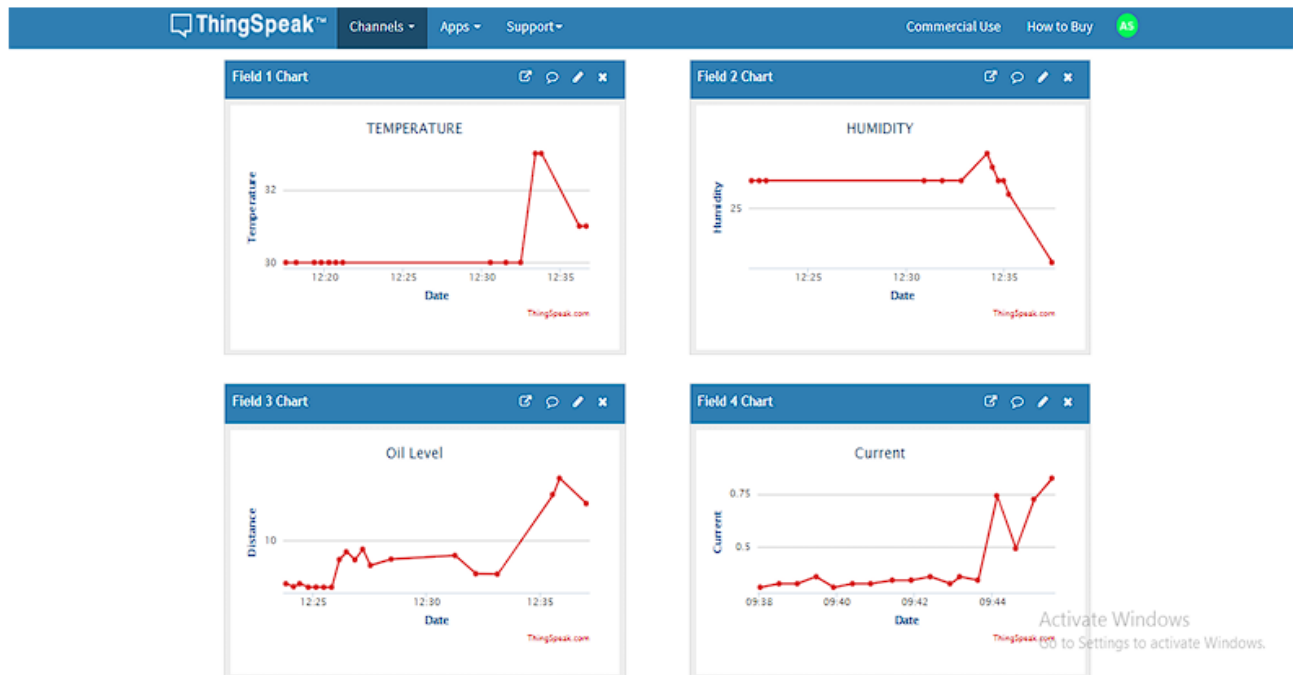 ThingSpeak™ Channels Apps Support Commercial Use How to Buy AS
Field 1 Chart
TEMPERATURE
Temperature
32
30
12:20 12:25 12:30 12:35
Date
ThingSpeak.com
Field 2 Chart
HUMIDITY
Humidity
25
12:25 12:30 12:35
Date
ThingSpeak.com
Field 3 Chart
Oil Level
Distance
10
12:25 12:30 12:35
Date
ThingSpeak.com
Field 4 Chart
Current
Current
0.75
0.5
09:38 09:40 09:42 09:44
Date
ThingSpeak.com
Activate Windows
Go to Settings to activate Windows.